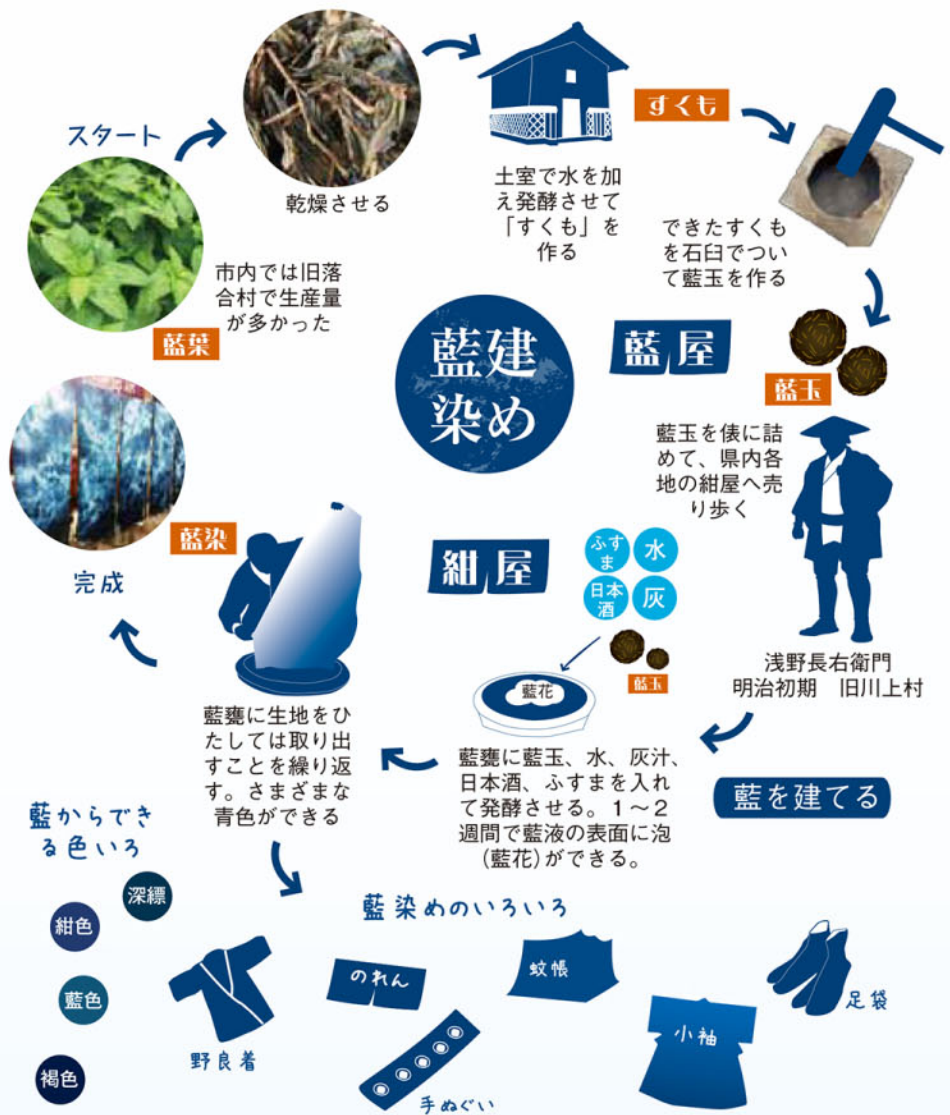 スタート
藍葉
市内では旧落
合村で生産量
が多かった
乾燥させる
土室で水を加
え発酵させて
「すくも」を
作る
すくも
できたすくも
を石臼でつい
て藍玉を作る
藍建
染め
藍屋
藍玉
藍玉を俵に詰
めて、県内各
地の紺屋へ売
り歩く
浅野長右衛門
明治初期　旧川上村
紺屋
ふす
ま
水
日本
酒
灰
藍玉
藍花
藍を建てる
藍甕に藍玉、水、灰汁、
日本酒、ふすまを入れ
て発酵させる。1〜2
週間で藍液の表面に泡
(藍花)ができる。
藍甕に生地をひ
たしては取り出
すことを繰り返
す。さまざまな
青色ができる
藍染
完成
藍からでき
る色いろ
深縹
紺色
藍色
褐色
藍染めのいろいろ
野良着
のれん
手ぬぐい
蚊帳
小袖
足袋